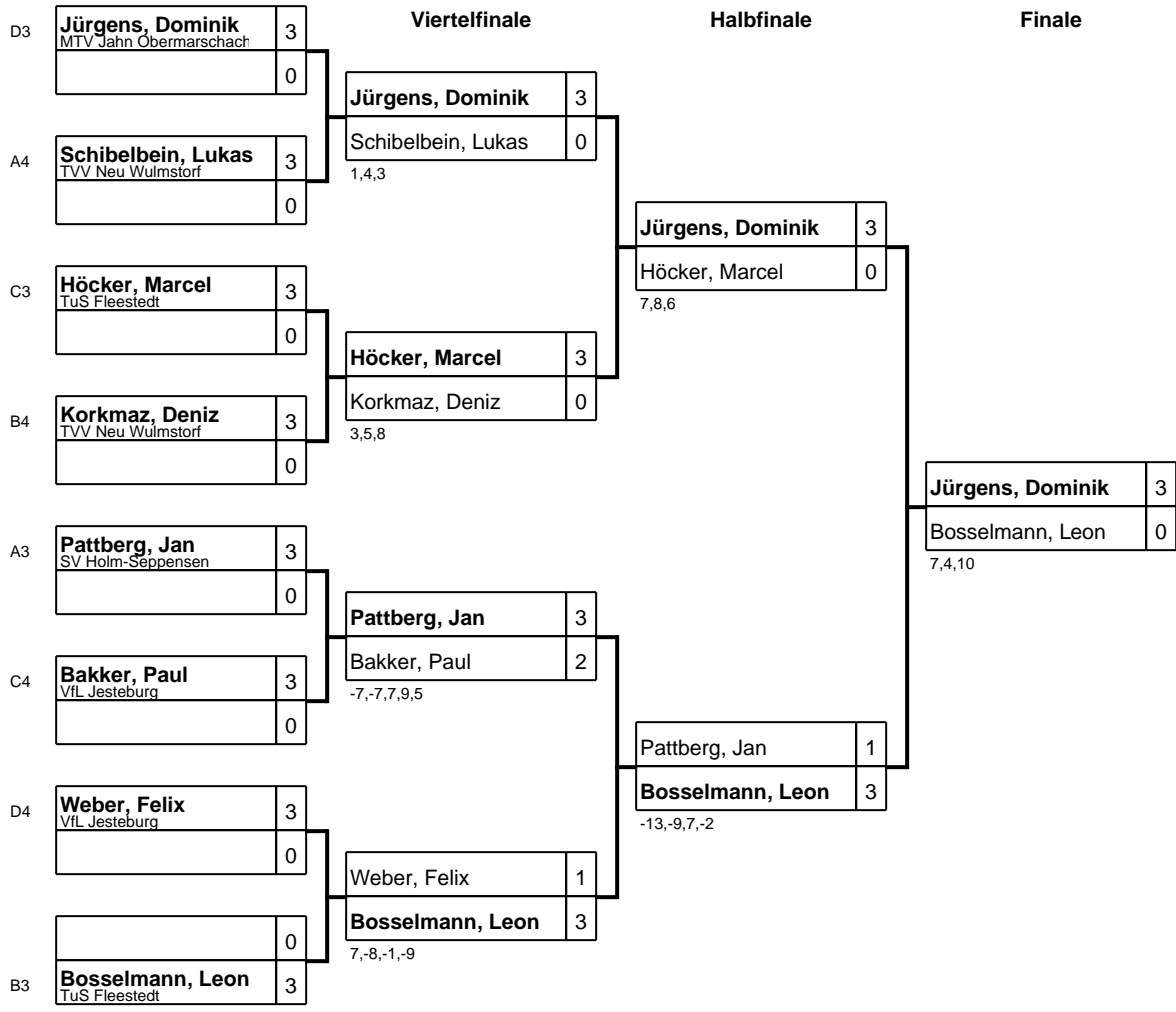 Viertelfinale
Halbfinale
Finale
D3
Jürgens, Dominik 3
MTV Jahn Obermarschach
0
A4
Schibelbein, Lukas 3
TVV Neu Wulmstorf
0
C3
Höcker, Marcel 3
TuS Fleestedt
0
B4
Korkmaz, Deniz 3
TVV Neu Wulmstorf
0
A3
Pattberg, Jan 3
SV Holm-Seppensen
0
C4
Bakker, Paul 3
VfL Jesteburg
0
D4
Weber, Felix 3
VfL Jesteburg
0
0
B3
Bosselmann, Leon 3
TuS Fleestedt
Jürgens, Dominik 3
Schibelbein, Lukas 0
1,4,3
Höcker, Marcel 3
Korkmaz, Deniz 0
3,5,8
Pattberg, Jan 3
Bakker, Paul 2
-7,-7,7,9,5
Weber, Felix 1
Bosselmann, Leon 3
7,-8,-1,-9
Jürgens, Dominik 3
Höcker, Marcel 0
7,8,6
Pattberg, Jan 1
Bosselmann, Leon 3
-13,-9,7,-2
Jürgens, Dominik 3
Bosselmann, Leon 0
7,4,10